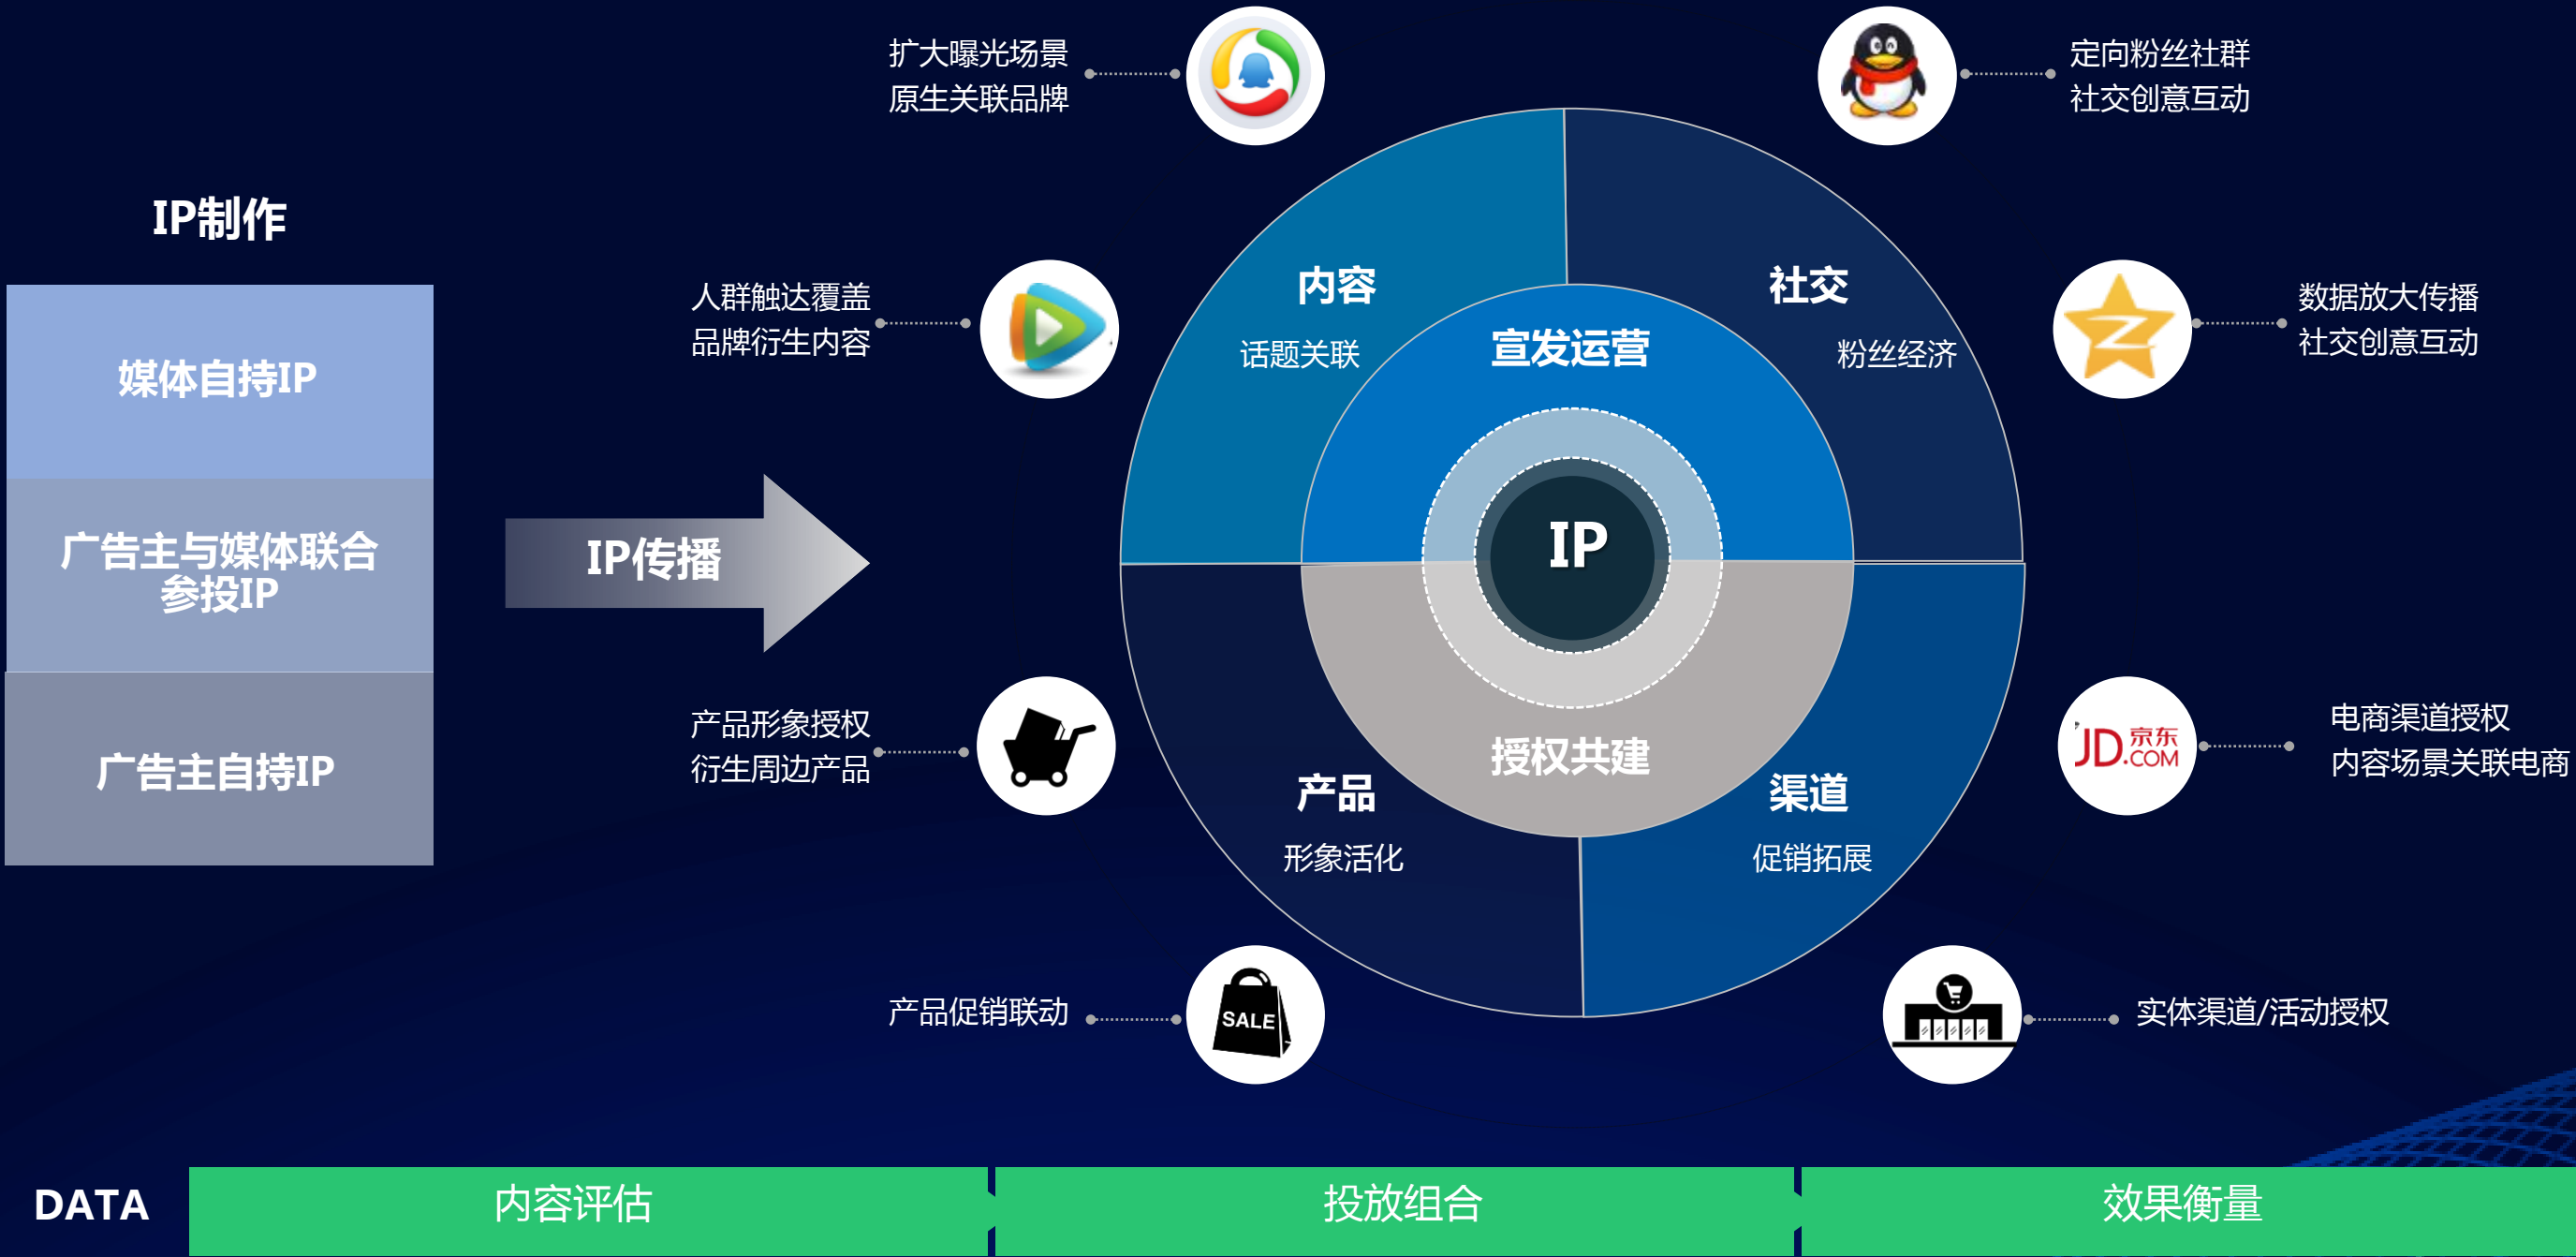 扩大曝光场景
原生关联品牌
定向粉丝社群
社交创意互动
IP制作
媒体自持IP
广告主与媒体联合
参投IP
广告主自持IP
人群触达覆盖
品牌衍生内容
内容
话题关联
社交
粉丝经济
宣发运营
数据放大传播
社交创意互动
IP传播
IP
产品形象授权
衍生周边产品
授权共建
产品
形象活化
渠道
促销拓展
JD京东
.COM
电商渠道授权
内容场景关联电商
产品促销联动
SALE
实体渠道/活动授权
DATA
内容评估
投放组合
效果衡量